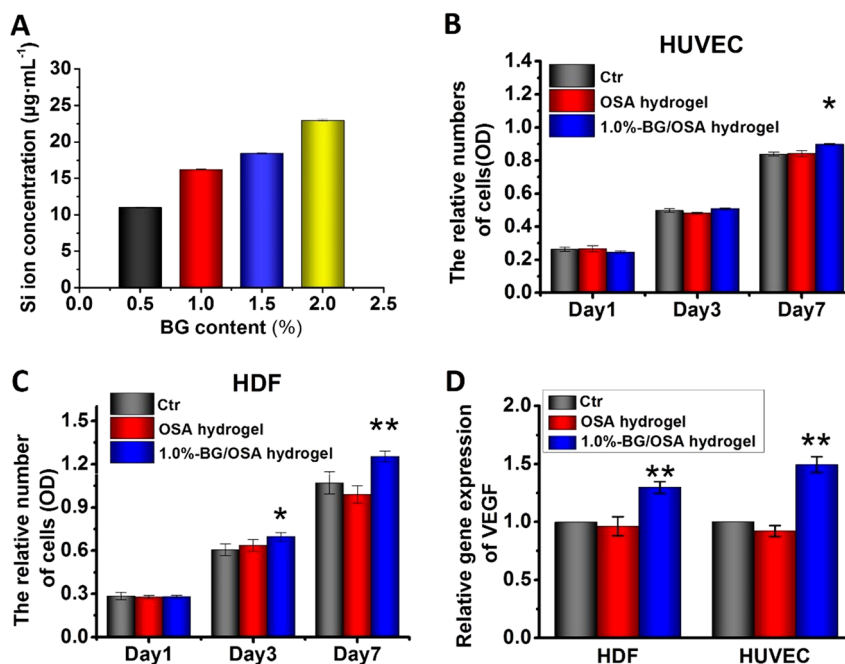 A
Si ion concentration (μg·mL⁻¹)
30
25
20
15
10
5
0
0.0 0.5 1.0 1.5 2.0 2.5
BG content (%)
B
HUVEC
Ctr
OSA hydrogel
1.0%-BG/OSA hydrogel
*
The relative numbers
of cells(OD)
1.4
1.2
1.0
0.8
0.6
0.4
0.2
0.0
Day1 Day3 Day7
C
HDF
Ctr
OSA hydrogel
1.0%-BG/OSA hydrogel
**
*
The relative number
of cells (OD)
1.5
1.2
0.9
0.6
0.3
0.0
Day1 Day3 Day7
D
Ctr
OSA hydrogel
1.0%-BG/OSA hydrogel
** **
Relative gene expression
of VEGF
2.0
1.5
1.0
0.5
0.0
HDF HUVEC